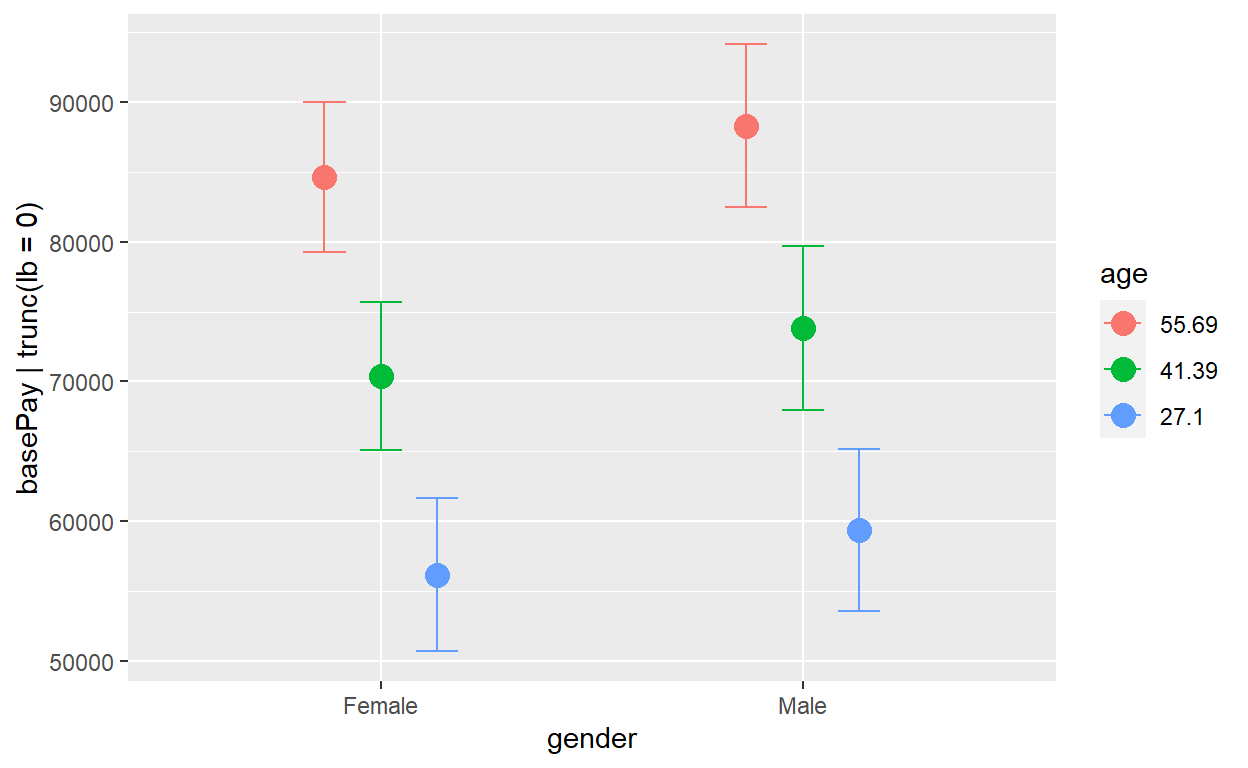 basePay | trunc(lb = 0)
90000
80000
70000
60000
50000
Female
Male
gender
age
55.69
41.39
27.1